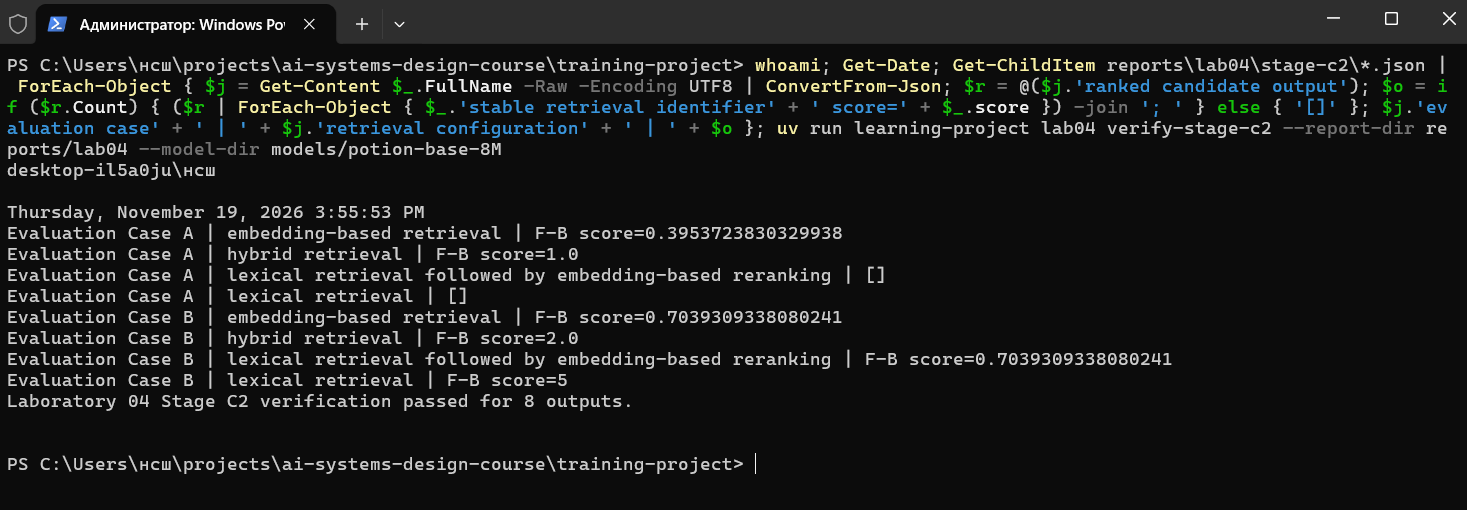 Администратор: Windows Po
PS C:\Users\нсш\projects\ai-systems-design-course\training-project> whoami; Get-Date; Get-ChildItem reports\lab04\stage-c2\*.json |
 ForEach-Object { $j = Get-Content $_.FullName -Raw -Encoding UTF8 | ConvertFrom-Json; $r = @($j.'ranked candidate output'); $o = i
f ($r.Count) { ($r | ForEach-Object { $_.'stable retrieval identifier' + ' score=' + $_.score }) -join '; ' } else { '[]' }; $j.'ev
aluation case' + ' | ' + $j.'retrieval configuration' + ' | ' + $o }; uv run learning-project lab04 verify-stage-c2 --report-dir re
ports/lab04 --model-dir models/potion-base-8M
desktop-il5a0ju\нсш
Thursday, November 19, 2026 3:55:53 PM
Evaluation Case A | embedding-based retrieval | F-B score=0.3953723830329938
Evaluation Case A | hybrid retrieval | F-B score=1.0
Evaluation Case A | lexical retrieval followed by embedding-based reranking | []
Evaluation Case A | lexical retrieval | []
Evaluation Case B | embedding-based retrieval | F-B score=0.7039309338080241
Evaluation Case B | hybrid retrieval | F-B score=2.0
Evaluation Case B | lexical retrieval followed by embedding-based reranking | F-B score=0.7039309338080241
Evaluation Case B | lexical retrieval | F-B score=5
Laboratory 04 Stage C2 verification passed for 8 outputs.
PS C:\Users\нсш\projects\ai-systems-design-course\training-project>